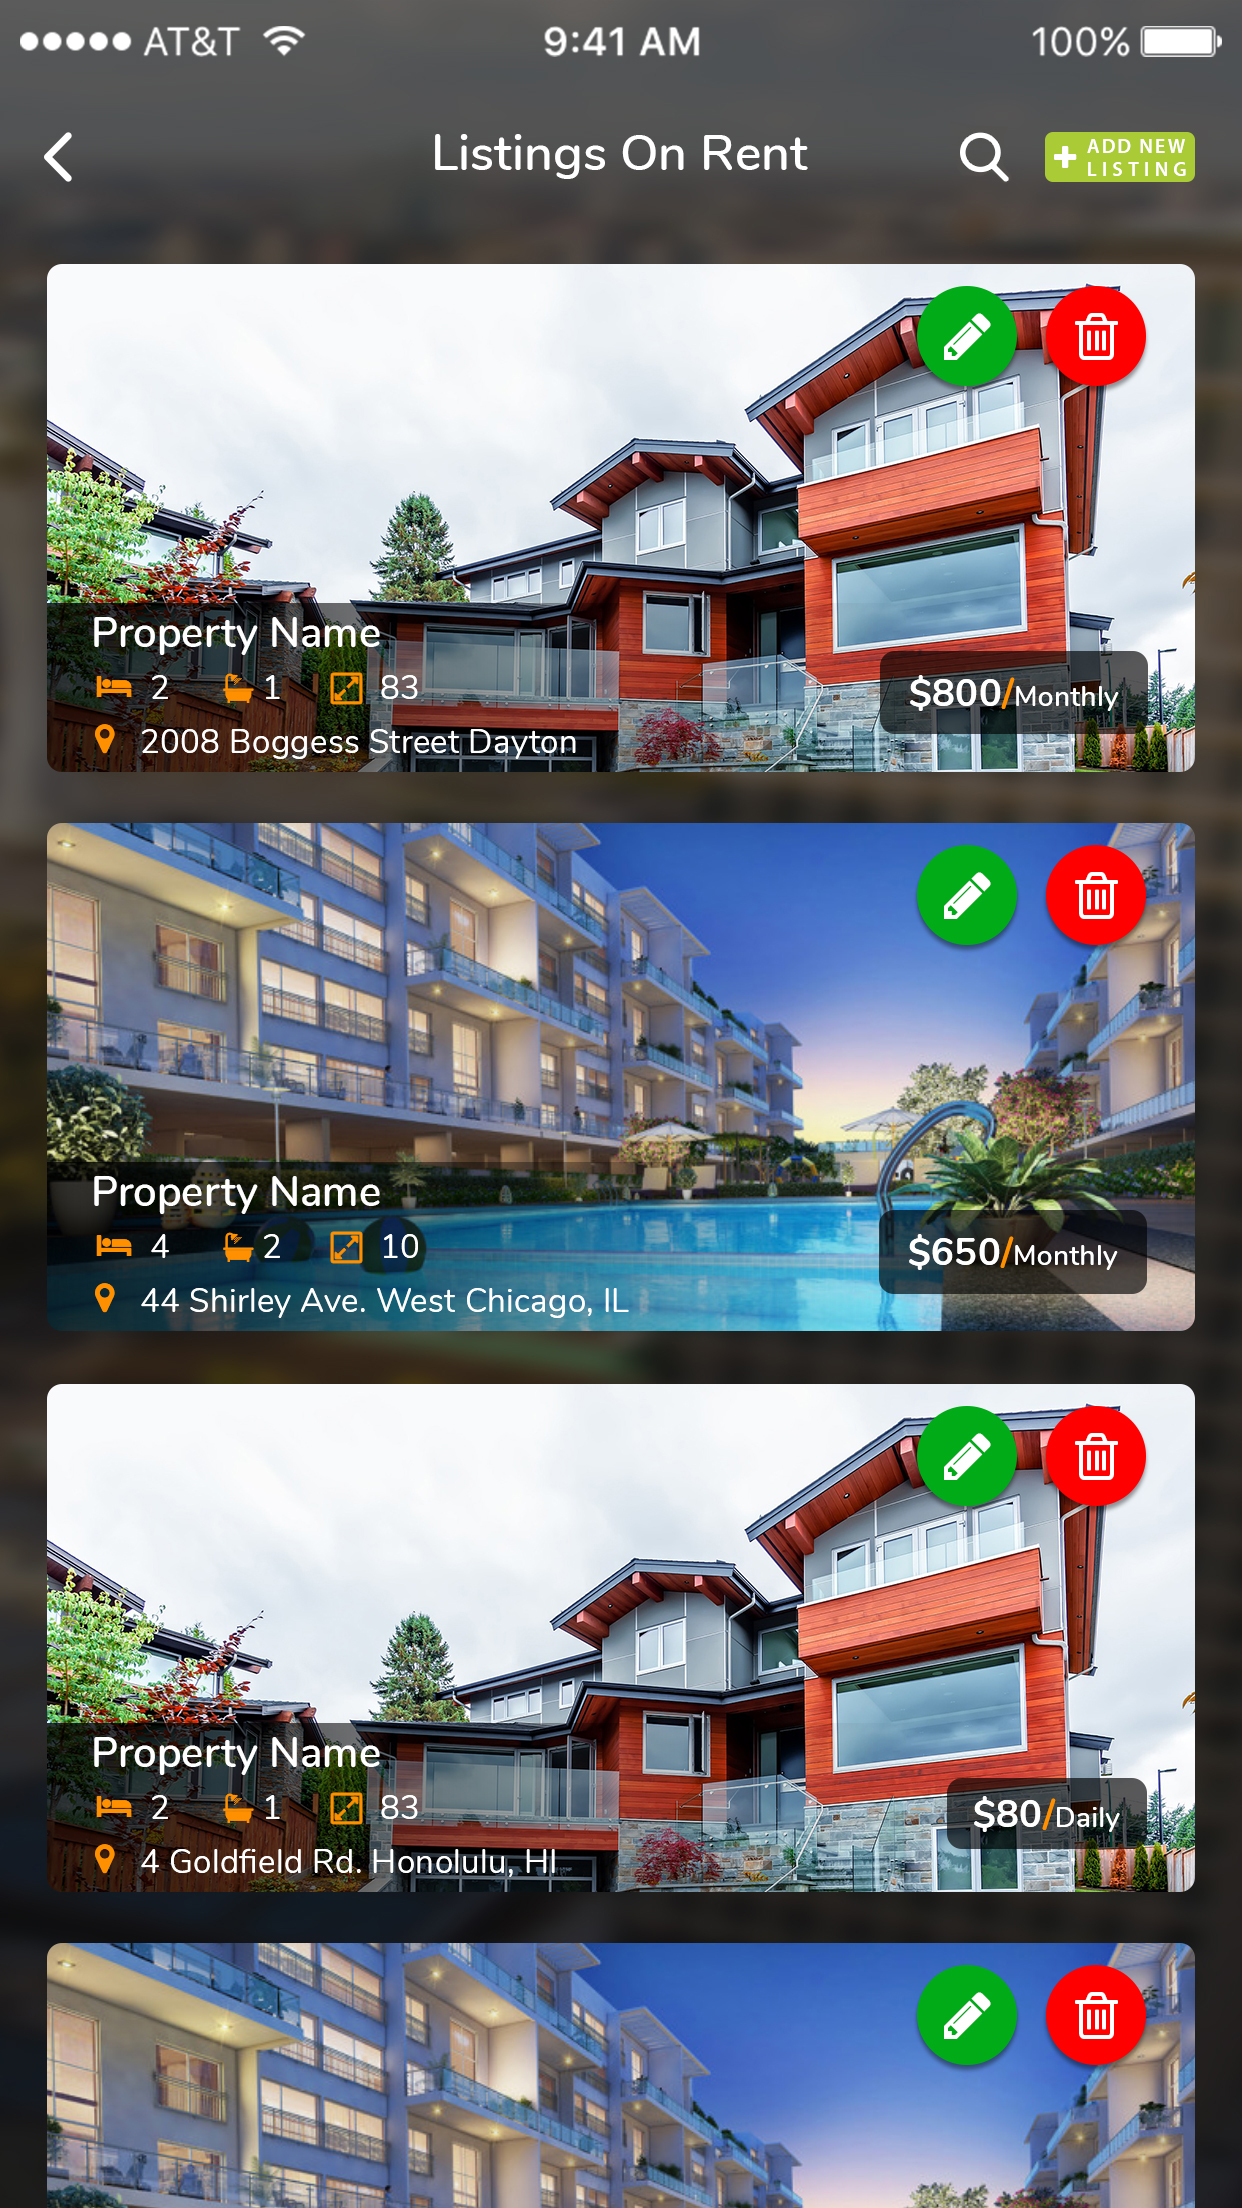 AT&T 9:41 AM 100%
Listings On Rent
ADD NEW
LISTING
Property Name
2 1 83
2008 Boggess Street Dayton
$800/Monthly
Property Name
4 2 10
44 Shirley Ave. West Chicago, IL
$650/Monthly
Property Name
2 1 83
4 Goldfield Rd. Honolulu, HI
$80/Daily